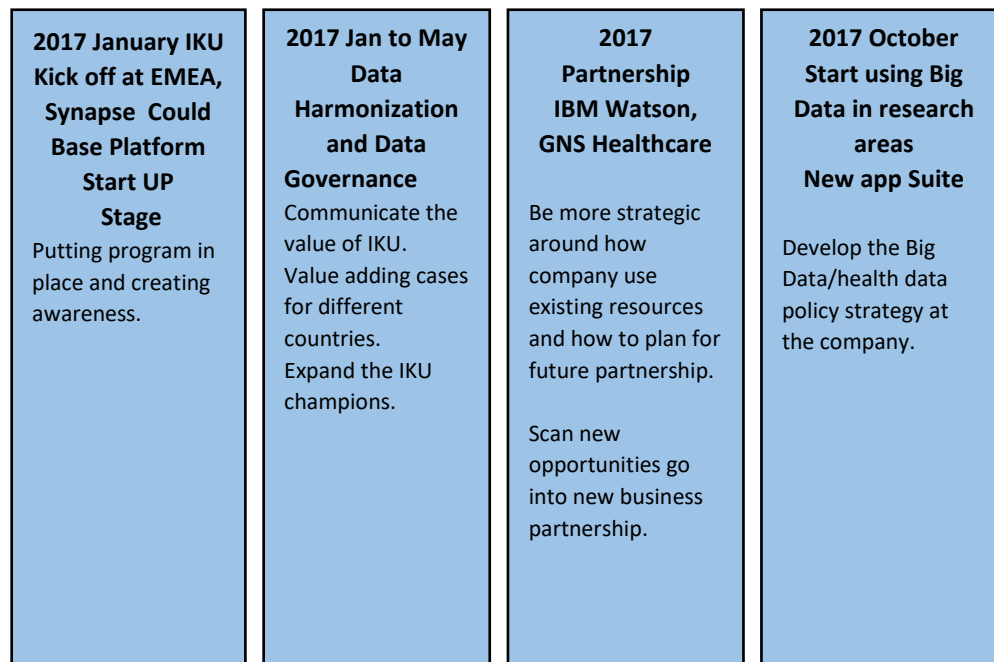 2017 January IKU
Kick off at EMEA,
Synapse Could
Base Platform
Start UP
Stage
Putting program in
place and creating
awareness.
2017 Jan to May
Data
Harmonization
and Data
Governance
Communicate the
value of IKU.
Value adding cases
for different
countries.
Expand the IKU
champions.
2017
Partnership
IBM Watson,
GNS Healthcare
Be more strategic
around how
company use
existing resources
and how to plan for
future partnership.
Scan new
opportunities go
into new business
partnership.
2017 October
Start using Big
Data in research
areas
New app Suite
Develop the Big
Data/health data
policy strategy at
the company.